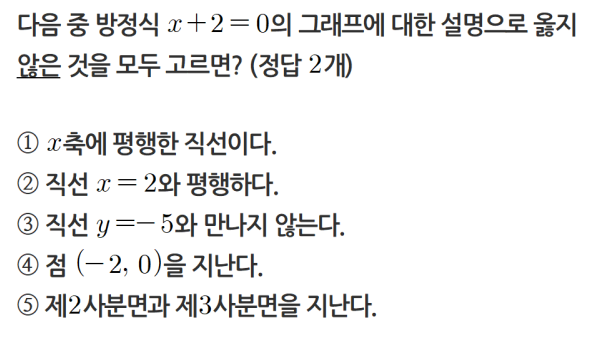 다음 중 방정식 x+2=0의 그래프에 대한 설명으로 옳지
않은 것을 모두 고르면? (정답 2개)
① x축에 평행한 직선이다.
② 직선 x=2와 평행하다.
③ 직선 y=-5와 만나지 않는다.
④ 점 (-2, 0)을 지난다.
⑤ 제2사분면과 제3사분면을 지난다.